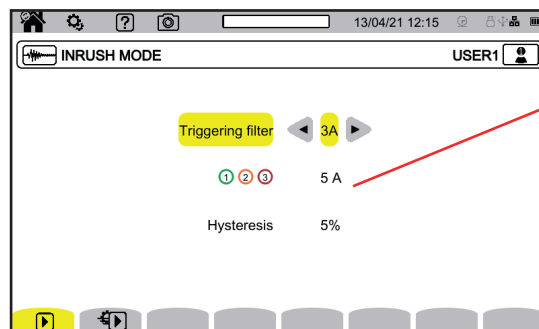 ? 13/04/21 12:15
INRUSH MODE USER1
Triggering filter 3A
1 2 3 5 A
Hysteresis 5%